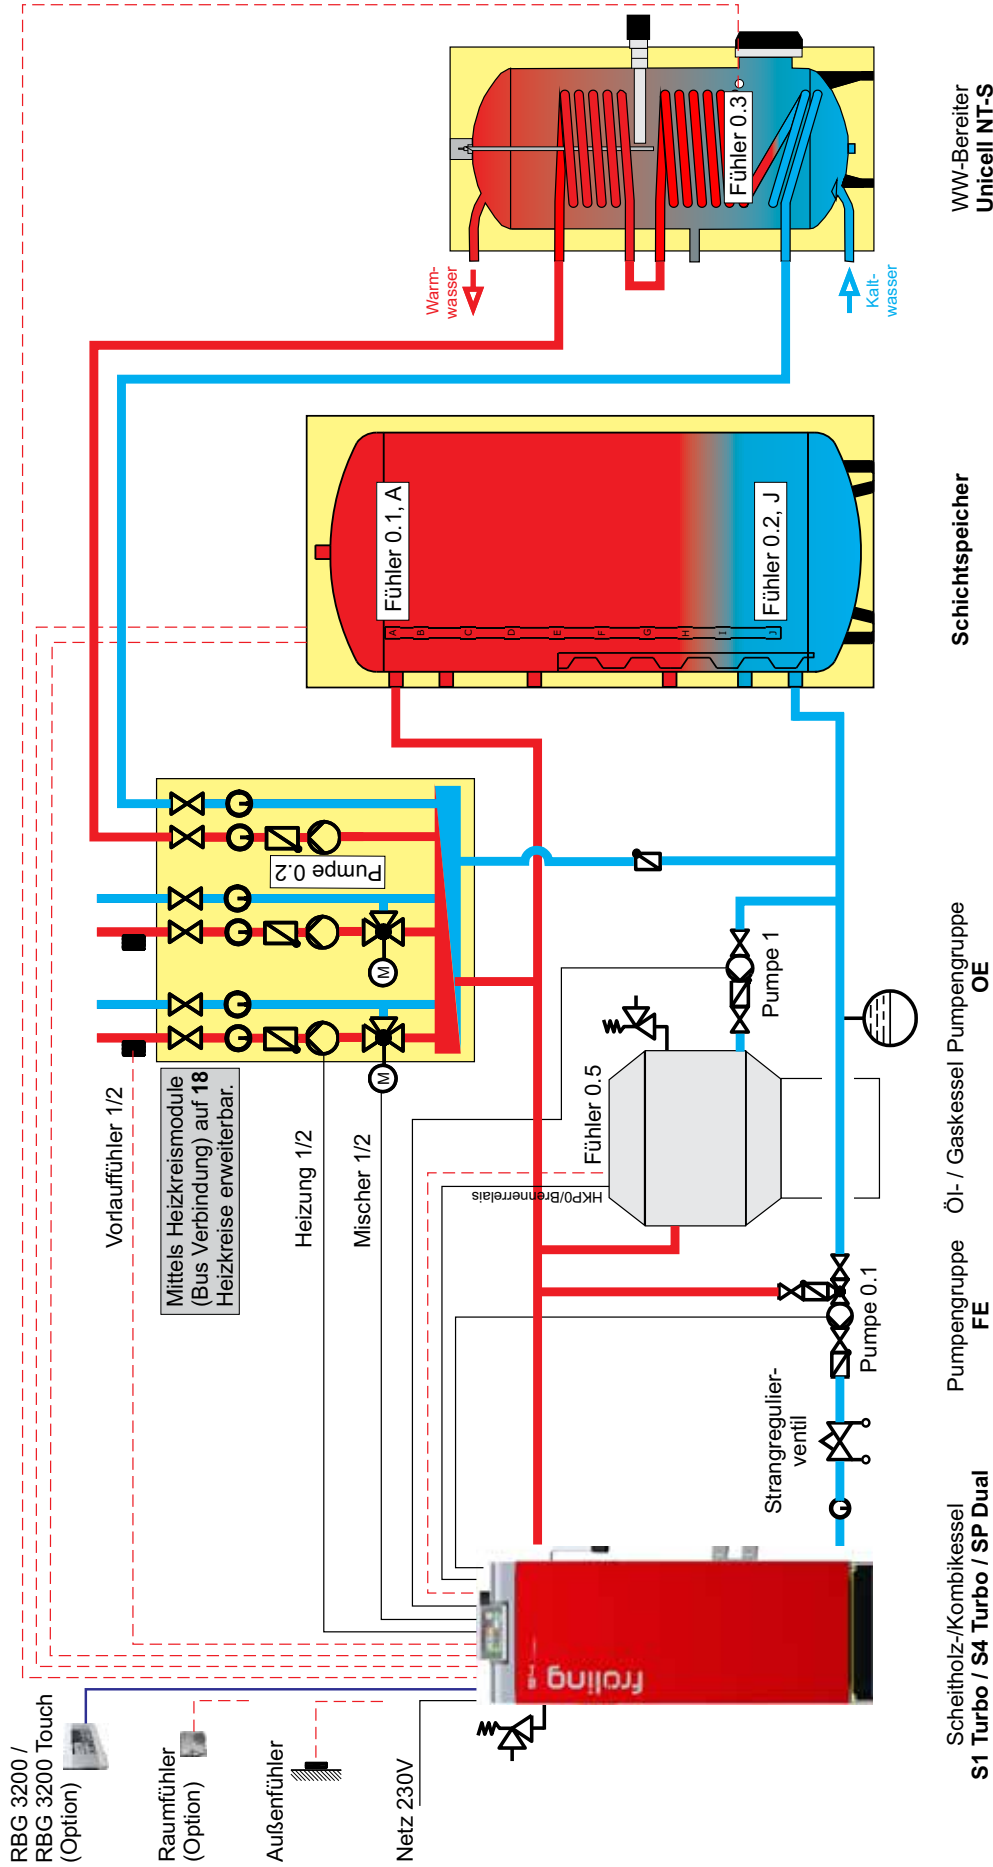 RBG 3200 /
RBG 3200 Touch
(Option)
Raumfühler
(Option)
Außenfühler
Netz 230V
Vorlauffühler 1/2
Mittels Heizkreismodule
(Bus Verbindung) auf 18
Heizkreise erweiterbar.
Heizung 1/2
Mischer 1/2
M
M
Pumpe 0.2
Warm-
wasser
Kalt-
wasser
Fühler 0.3
Fühler 0.1, A
Fühler 0.2, J
A
B
C
D
E
F
G
H
I
J
HKP0/Brennerrelais
Fühler 0.5
Pumpe 1
Strangregulier-
ventil
Pumpe 0.1
froling
Scheitholz-/Kombikessel
S1 Turbo / S4 Turbo / SP Dual
Pumpengruppe
FE
Öl- / Gaskessel Pumpengruppe
OE
Schichtspeicher
WW-Bereiter
Unicell NT-S